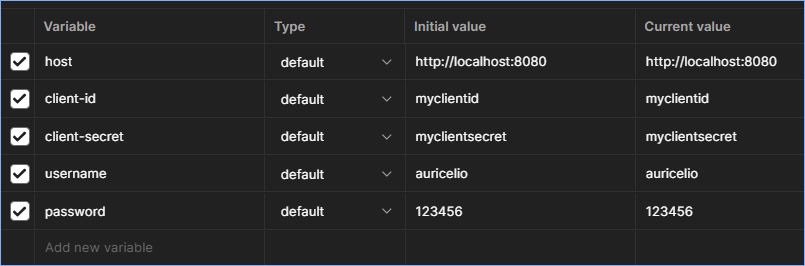 Variable Type Initial value Current value
host default http://localhost:8080 http://localhost:8080
client-id default myclientid myclientid
client-secret default myclientsecret myclientsecret
username default auricelio auricelio
password default 123456 123456
Add new variable